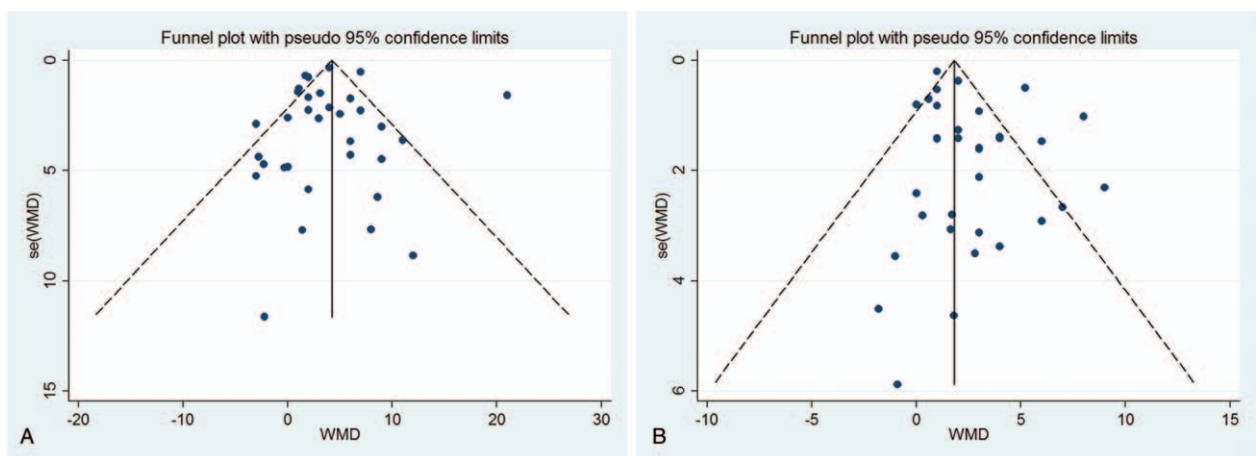 Funnel plot with pseudo 95% confidence limits
0
5
10
15
se(WMD)
-20 -10 0 10 20 30
WMD
A
Funnel plot with pseudo 95% confidence limits
0
2
4
6
se(WMD)
-10 -5 0 5 10 15
WMD
B